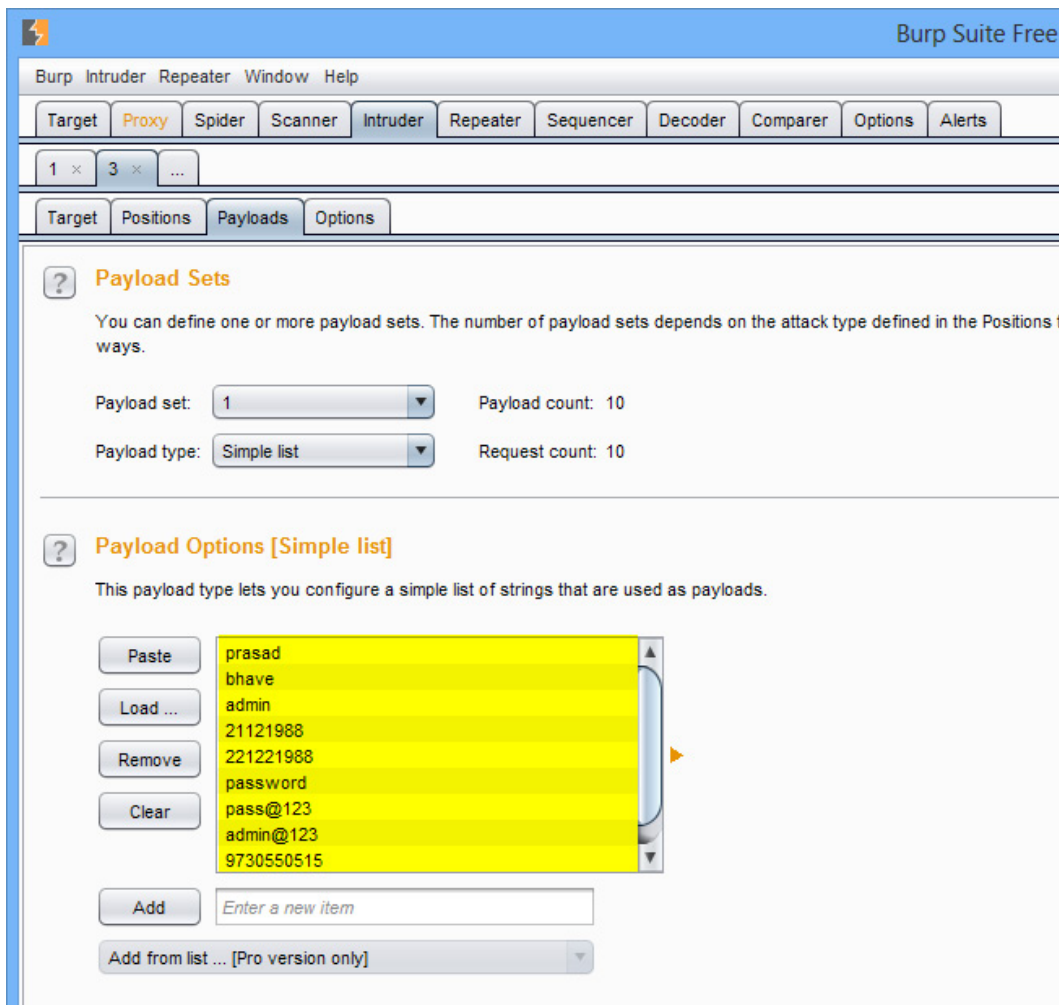 Burp Suite Free
Burp Intruder Repeater Window Help
Target Proxy Spider Scanner Intruder Repeater Sequencer Decoder Comparer Options Alerts
1 × 3 × ...
Target Positions Payloads Options
? Payload Sets
You can define one or more payload sets. The number of payload sets depends on the attack type defined in the Positions
ways.
Payload set: 1 Payload count: 10
Payload type: Simple list Request count: 10
? Payload Options [Simple list]
This payload type lets you configure a simple list of strings that are used as payloads.
Paste prasad
bhave
Load ... admin
21121988
Remove 221221988
password
Clear pass@123
admin@123
9730550515
Add Enter a new item
Add from list ... [Pro version only]